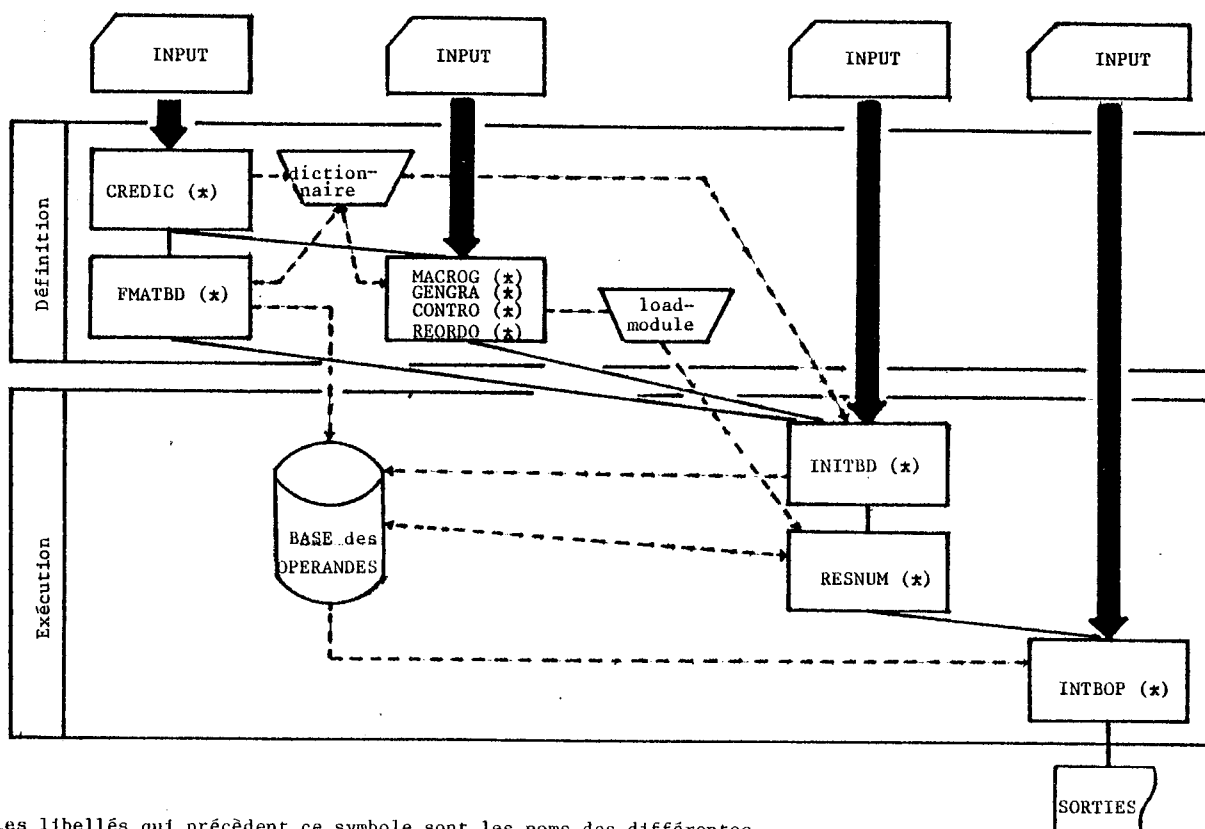 INPUT
INPUT
INPUT
INPUT
Définition
CREDIC (*)
diction-
naire
FMATBD (*)
MACROG (*)
GENGRA (*)
CONTRO (*)
REORDO (*)
load-
module
Exécution
INITBD (*)
BASE des
OPERANDES
RESNUM (*)
INTBOP (*)
SORTIES
les libellés qui précèdent ce symbole sont les noms des différentes